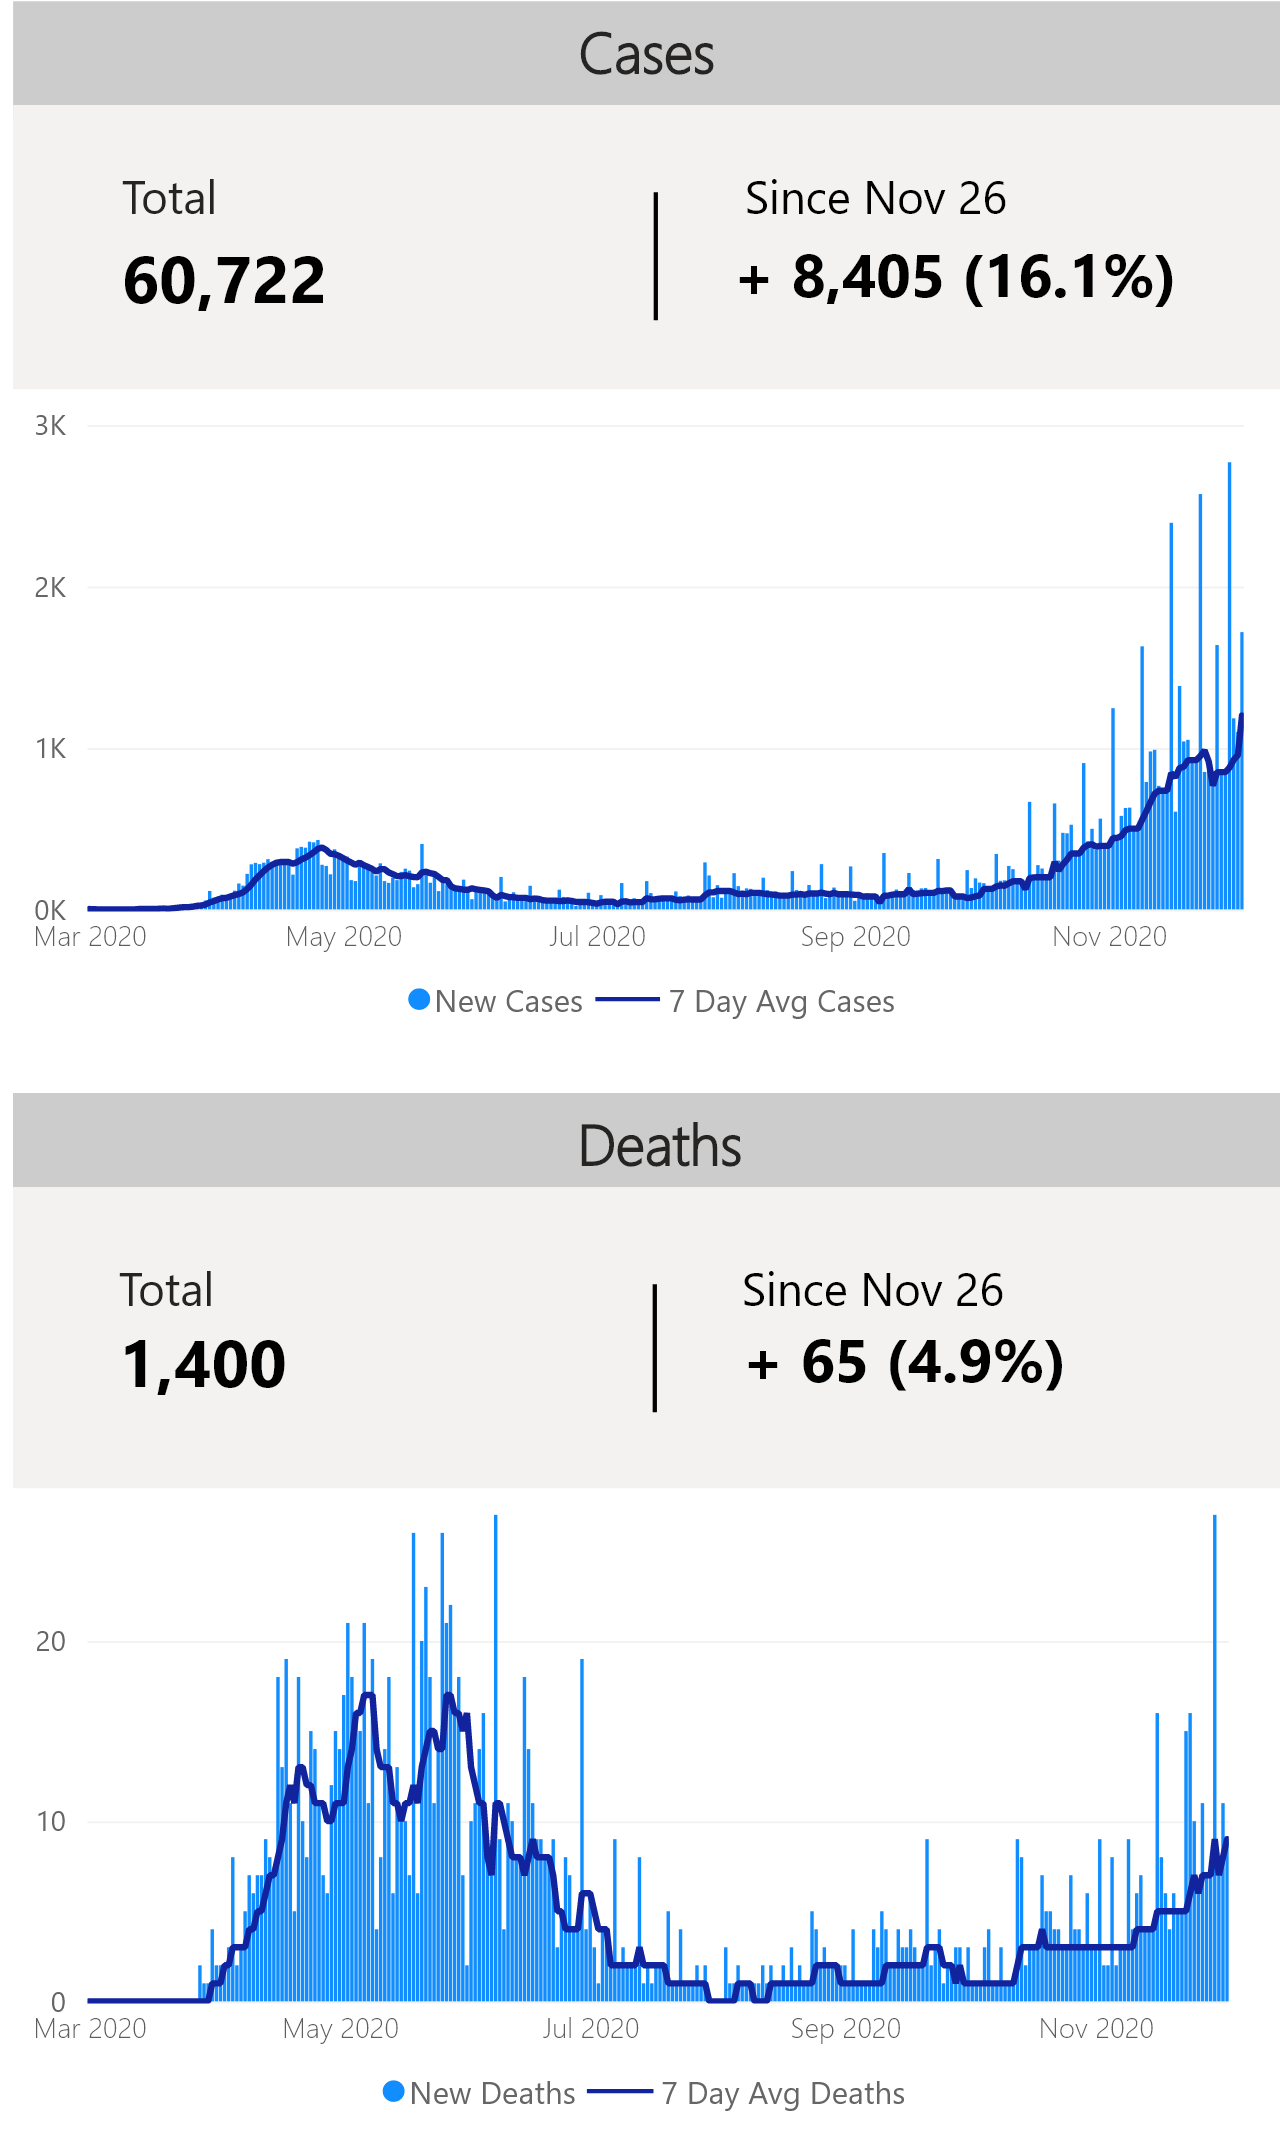 Cases
Total
Since Nov 26
60,722
+ 8,405 (16.1%)
3K
2K
1K
0K
Mar 2020 May 2020 Jul 2020 Sep 2020 Nov 2020
New Cases 7 Day Avg Cases
Deaths
Total
Since Nov 26
1,400
+ 65 (4.9%)
20
10
0
Mar 2020 May 2020 Jul 2020 Sep 2020 Nov 2020
New Deaths 7 Day Avg Deaths